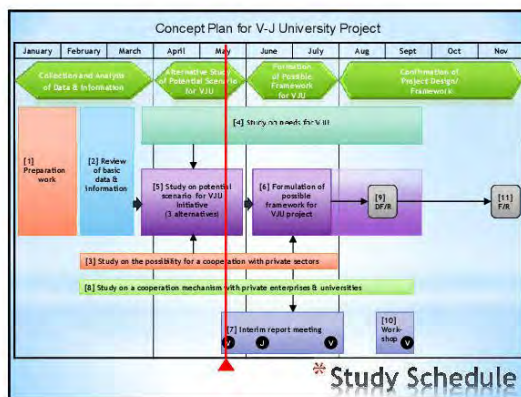 Concept Plan for V-J University Project
January February March April May June July Aug Sept Oct Nov
Collection and Analysis
of Data & Information
Alternative Study
of Potential Scenario
for VJU
Formation
of Possible
Framework
for VJU
Confirmation of
Project Design/
Framework
[4] Study on needs for VJU
[1]
Preparation
work
[2] Review
of basic
data &
information
[5] Study on potential
scenario for VJU
Initiative
(3 alternatives)
[6] Formulation of
possible
framework for
VJU project
[9]
DF/R
[11]
F/R
[3] Study on the possibility for a cooperation with private sectors
[8] Study on a cooperation mechanism with private enterprises & universities
[7] Interim report meeting
V J V
[10]
Work-
shop
V
* Study Schedule